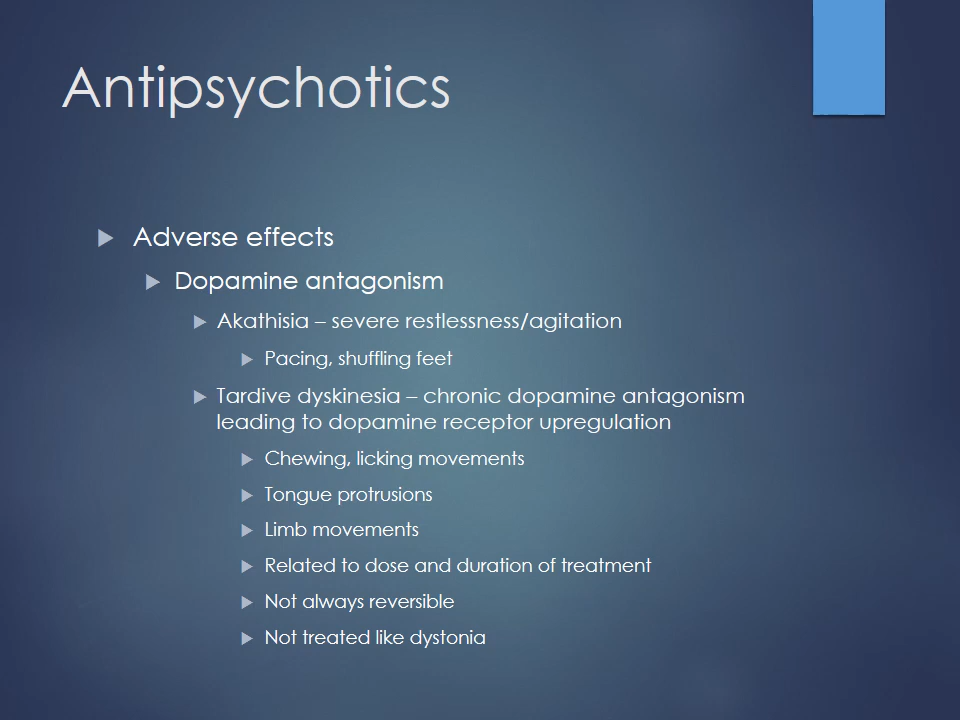 Antipsychotics
Adverse effects
Dopamine antagonism
Akathisia – severe restlessness/agitation
Pacing, shuffling feet
Tardive dyskinesia – chronic dopamine antagonism
leading to dopamine receptor upregulation
Chewing, licking movements
Tongue protrusions
Limb movements
Related to dose and duration of treatment
Not always reversible
Not treated like dystonia